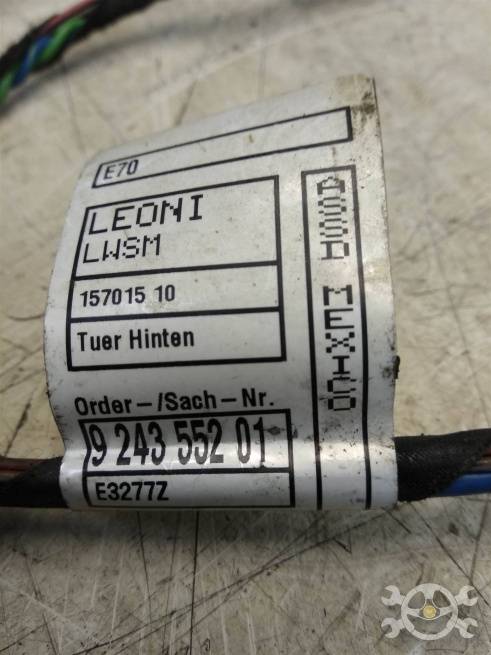 E70
LEONI
LWSM
157015 10
Tuer Hinten
Order-/Sach-Nr.
9 243 552 01
E3277Z
ASSD MEXICO